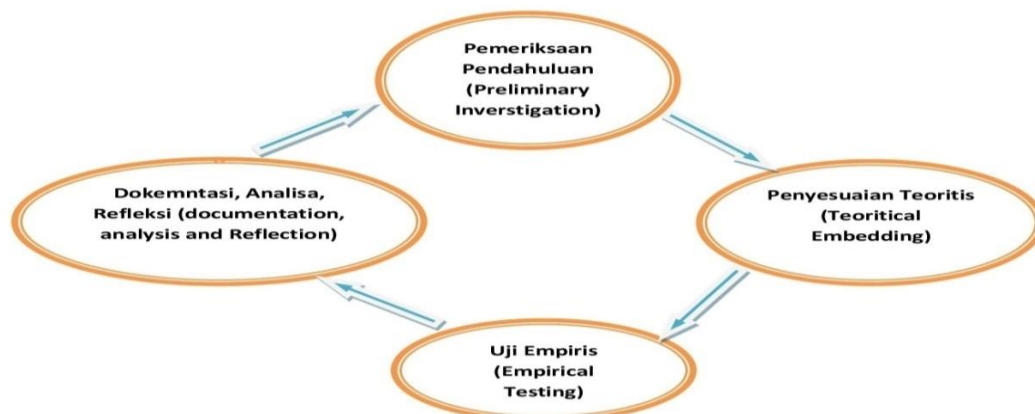 Pemeriksaan
Pendahuluan
(Preliminary
Inverstigation)
Dokemntasi, Analisa,
Refleksi (documentation,
analysis and Reflection)
Penyesuaian Teoritis
(Teoritical
Embedding)
Uji Empiris
(Empirical
Testing)